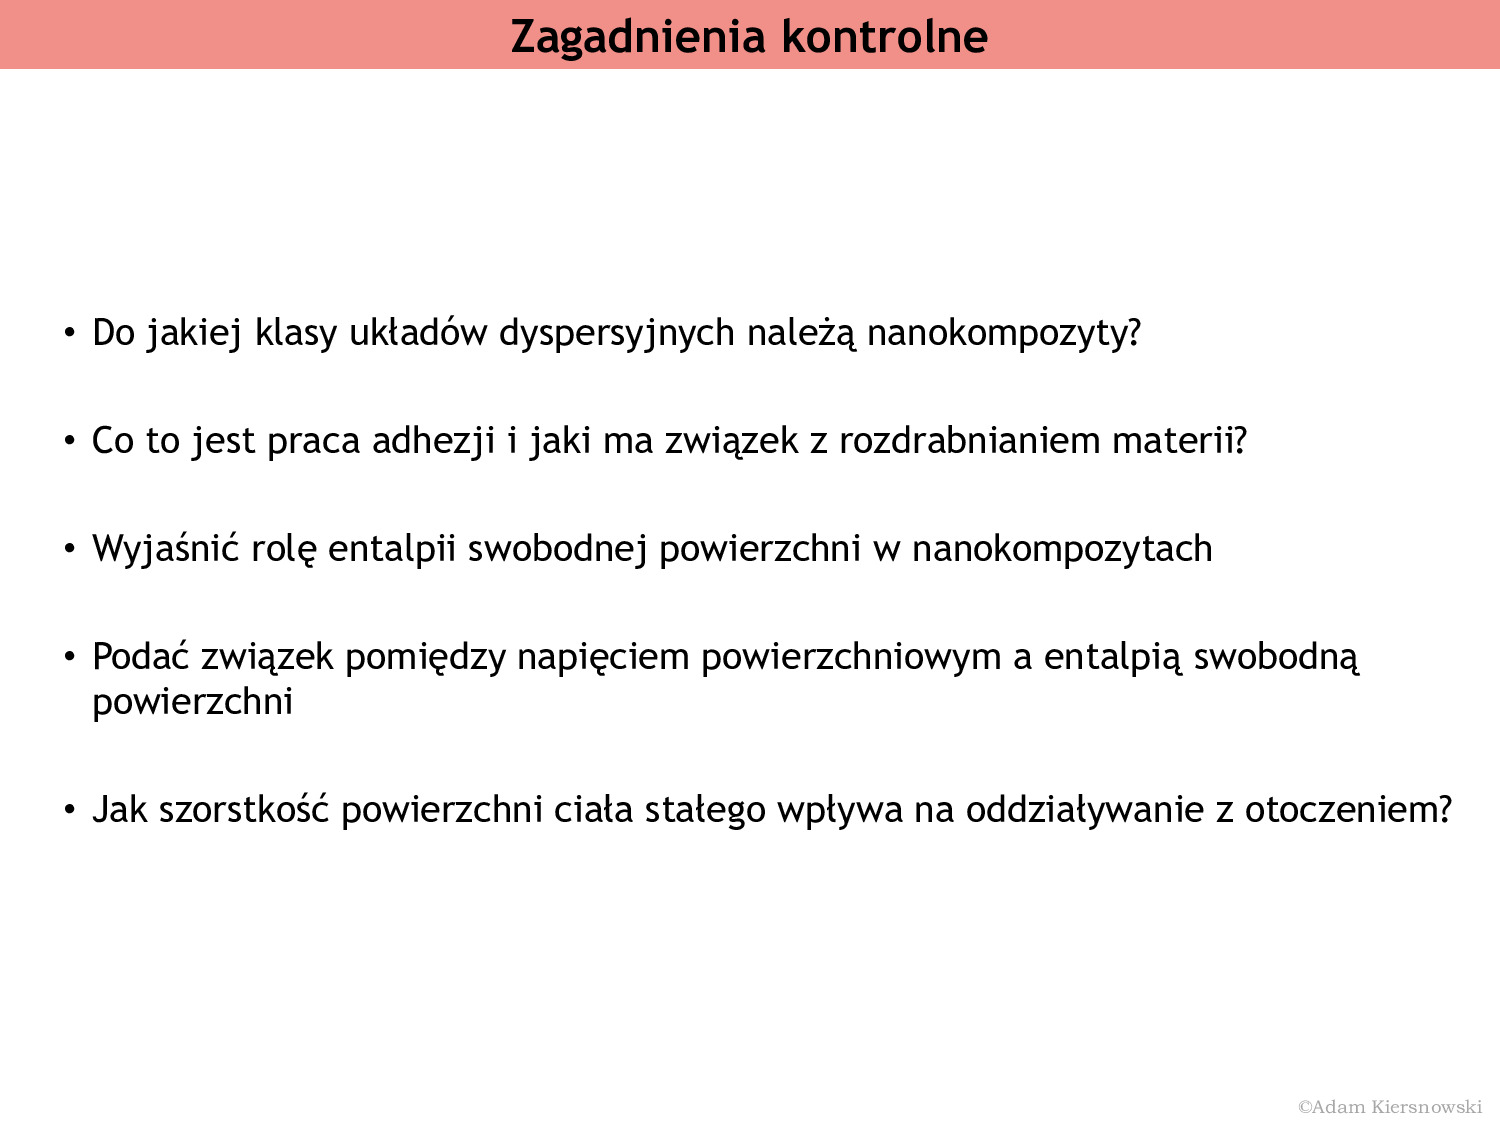 Zagadnienia kontrolne
• Do jakiej klasy układów dyspersyjnych należą nanokompozyty?
• Co to jest praca adhezji i jaki ma związek z rozdrabnianiem materii?
• Wyjaśnić rolę entalpii swobodnej powierzchni w nanokompozytach
• Podać związek pomiędzy napięciem powierzchniowym a entalpią swobodną
powierzchni
• Jak szorstkość powierzchni ciała stałego wpływa na oddziaływanie z otoczeniem?
©Adam Kiersnowski